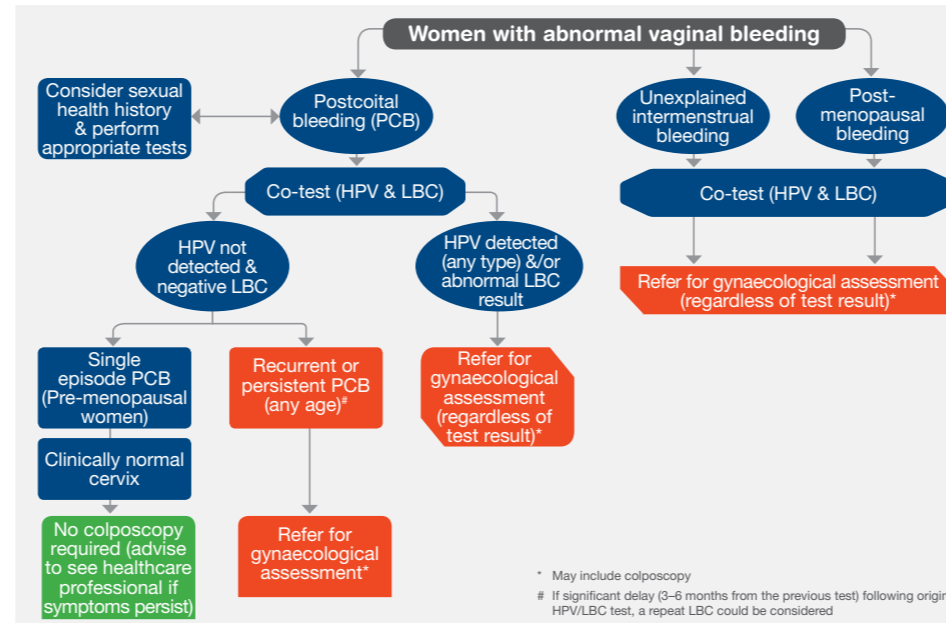 Women with abnormal vaginal bleeding
Consider sexual
health history
& perform
appropriate tests
Postcoital
bleeding (PCB)
Unexplained
intermenstrual
bleeding
Post-
menopausal
bleeding
Co-test (HPV & LBC)
Co-test (HPV & LBC)
HPV not
detected &
negative LBC
HPV detected
(any type) &/or
abnormal LBC
result
Refer for gynaecological assessment
(regardless of test result)*
Single
episode PCB
(Pre-menopausal
women)
Recurrent or
persistent PCB
(any age)#
Refer for
gynaecological
assessment
(regardless of
test result)*
Clinically normal
cervix
No colposcopy
required (advise
to see healthcare
professional if
symptoms persist)
Refer for
gynaecological
assessment*
* May include colposcopy
# If significant delay (3–6 months from the previous test) following
HPV/LBC test, a repeat LBC could be considered